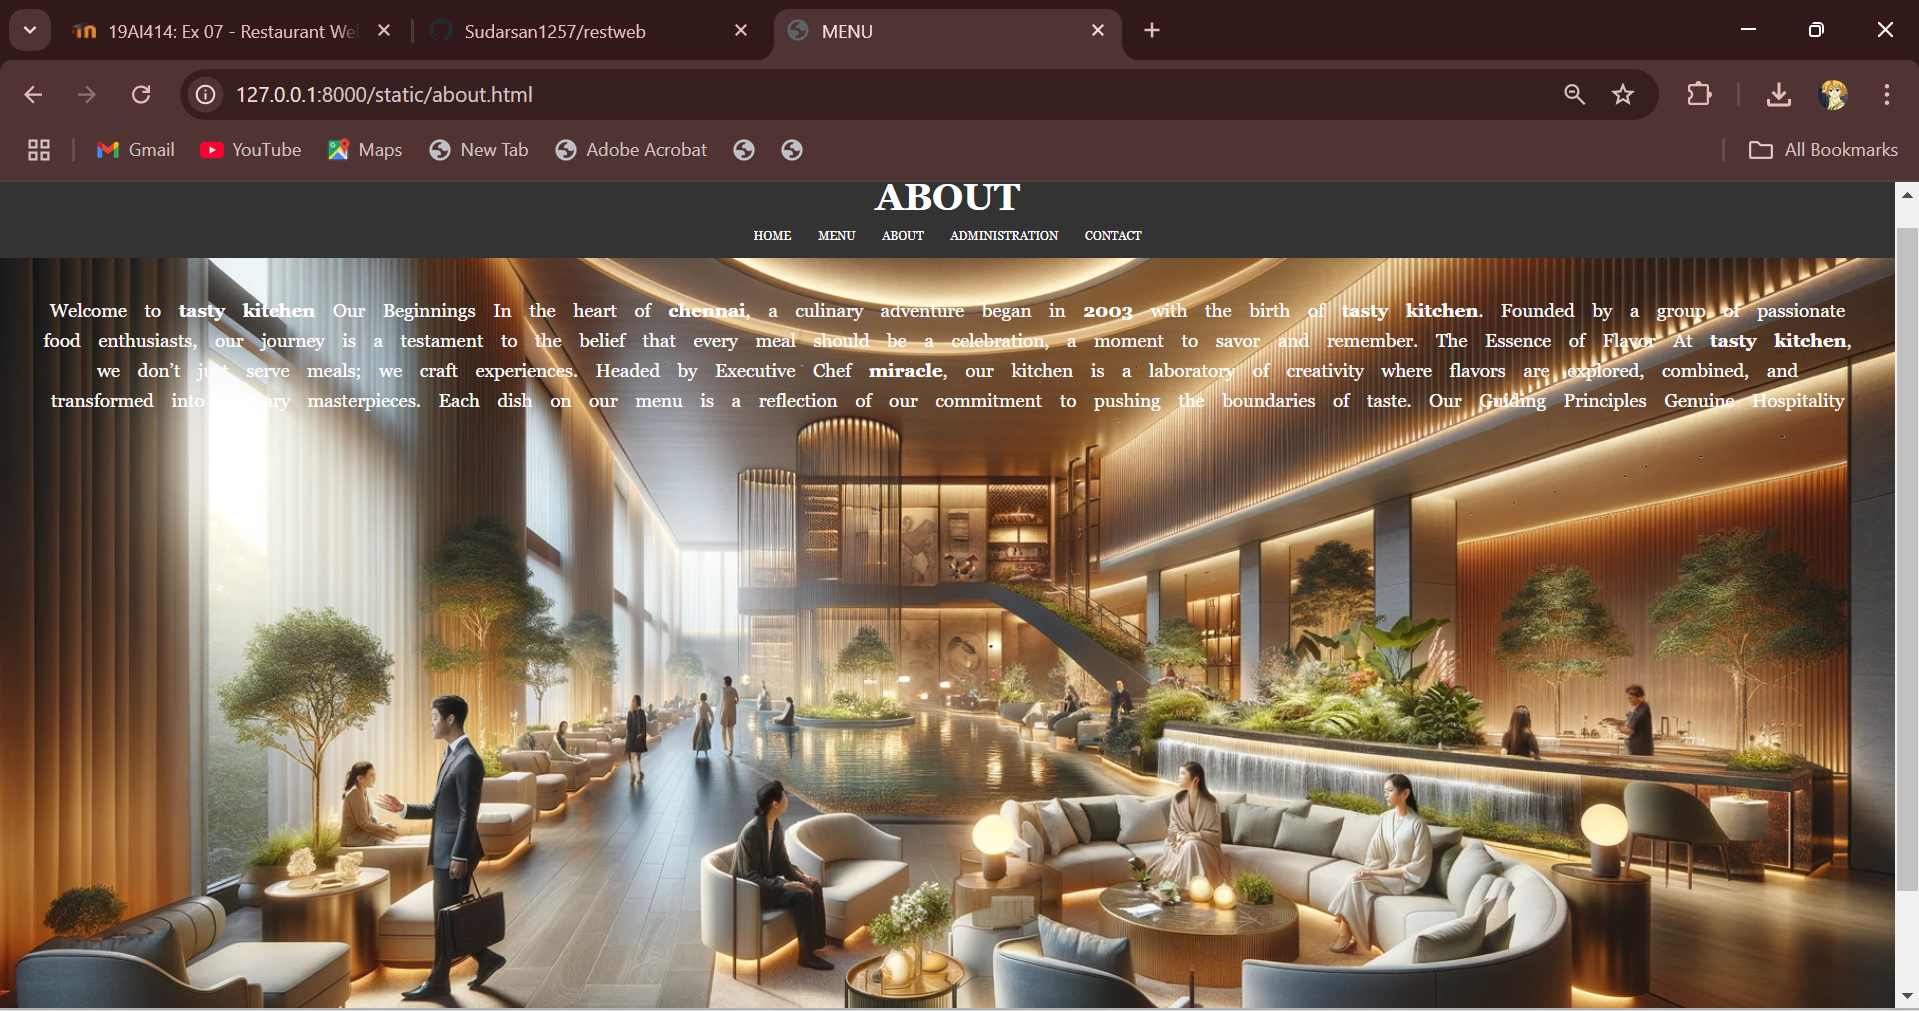 19AI414: Ex 07 - Restaurant We
Sudarsan1257/restweb
MENU
127.0.0.1:8000/static/about.html
Gmail
YouTube
Maps
New Tab
Adobe Acrobat
All Bookmarks
ABOUT
HOME MENU ABOUT ADMINISTRATION CONTACT
Welcome to tasty kitchen Our Beginnings In the heart of chennai, a culinary adventure began in 2003 with the birth of tasty kitchen. Founded by a group of passionate
food enthusiasts, our journey is a testament to the belief that every meal should be a celebration, a moment to savor and remember. The Essence of Flavor At tasty kitchen,
we don’t just serve meals; we craft experiences. Headed by Executive Chef miracle, our kitchen is a laboratory of creativity where flavors are explored, combined, and
transformed into masterpieces. Each dish on our menu is a reflection of our commitment to pushing the boundaries of taste. Our Guiding Principles Genuine Hospitality